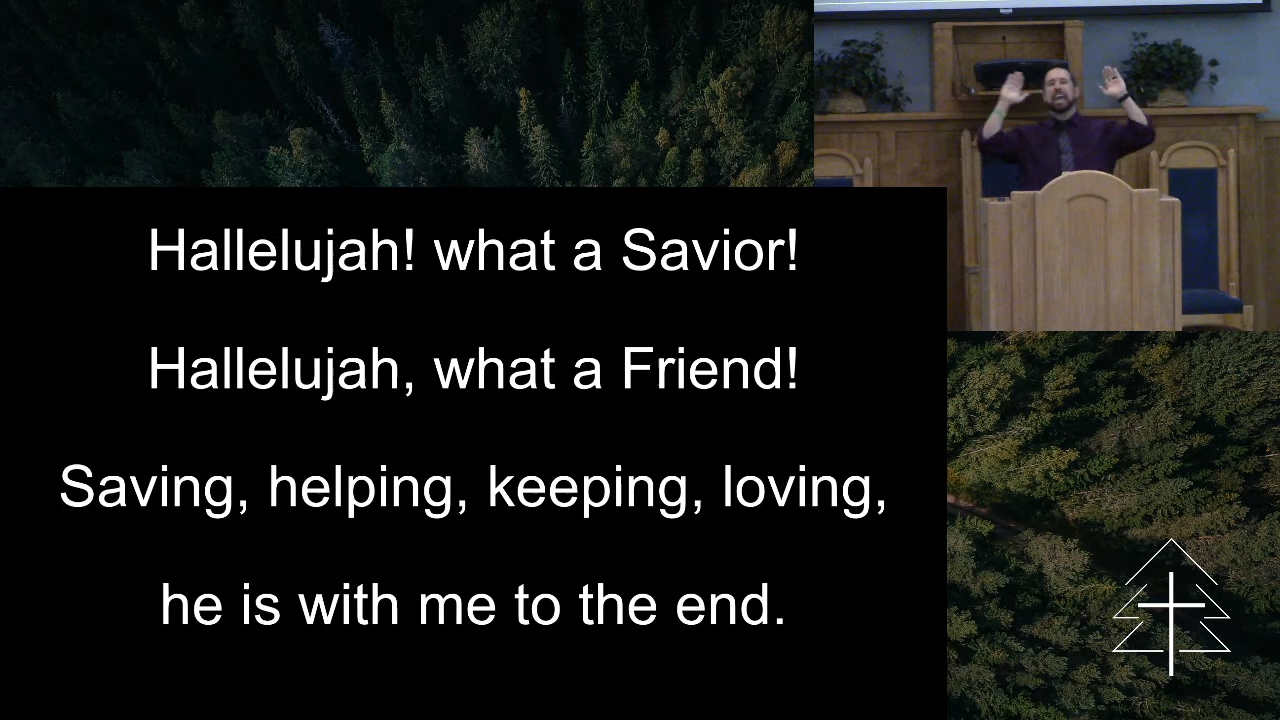 Hallelujah! what a Savior!
Hallelujah, what a Friend!
Saving, helping, keeping, loving,
he is with me to the end.